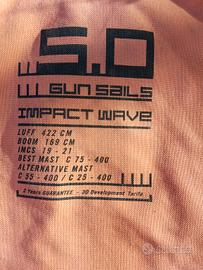 5.0
GUN SAILS
IMPACT WAVE
LUFF 422 CM
BOOM 169 CM
IMCS 19 - 21
BEST MAST C 75 - 400
ALTERNATIVE MAST
C 55 - 400 / C 25 - 400
2 Years GUARANTEE - 3D Development Tarifa
subito